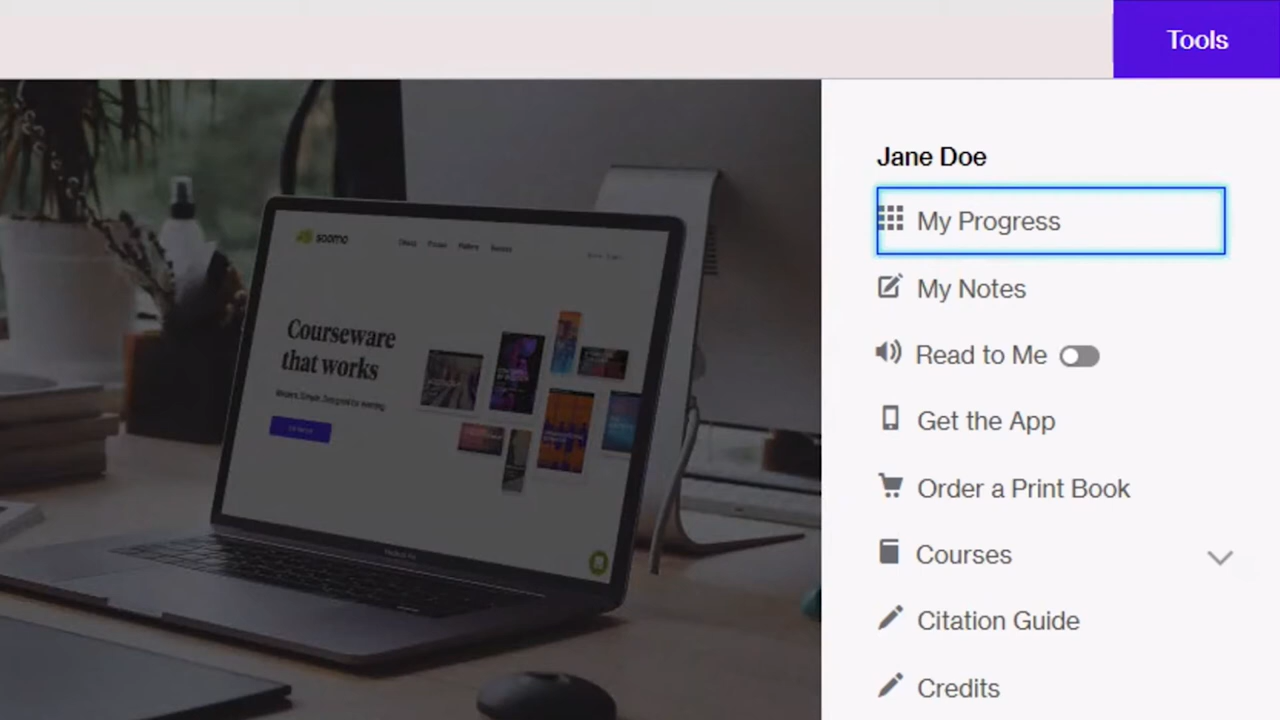 Tools
Jane Doe
My Progress
My Notes
Read to Me
Get the App
Order a Print Book
Courses
Citation Guide
Credits
soomo
Courseware
that works